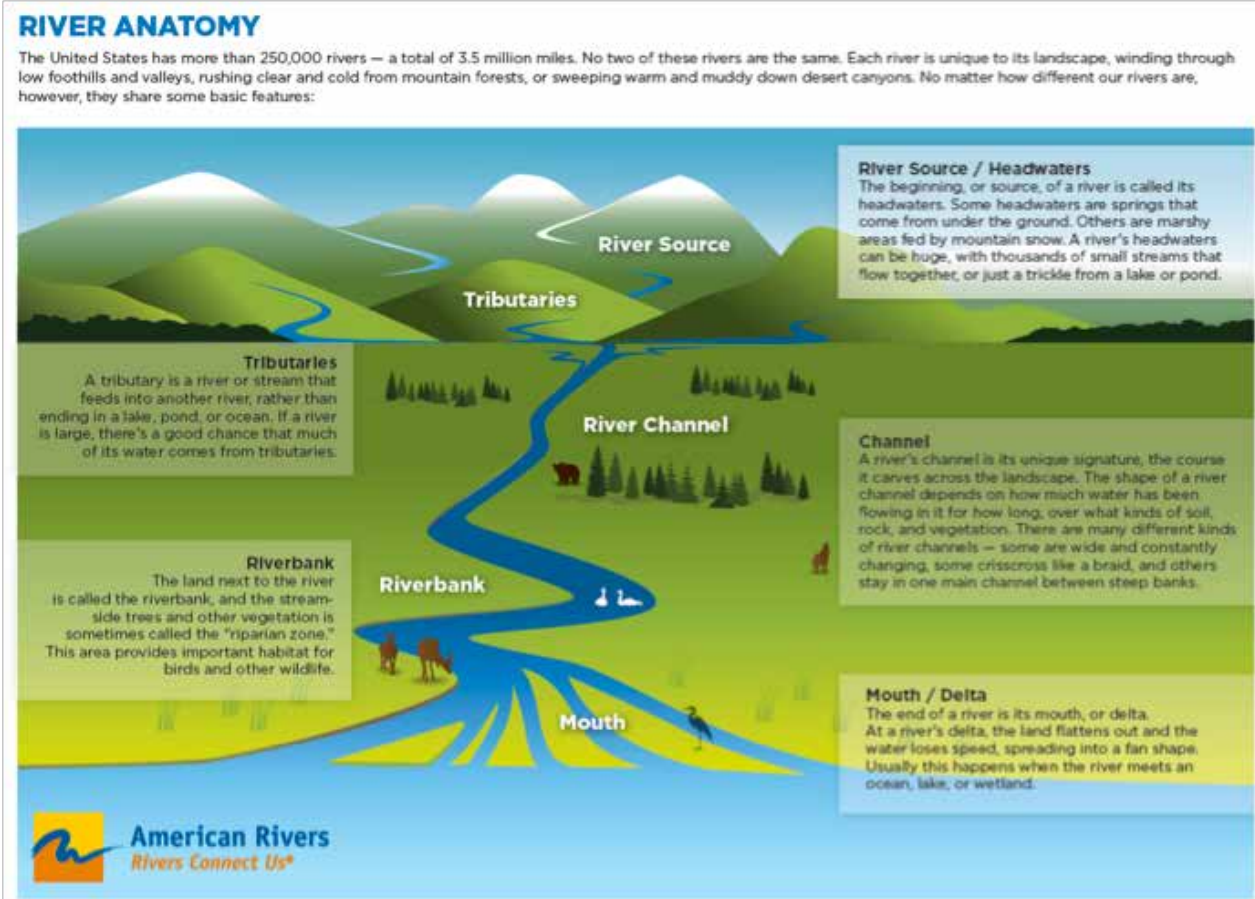 RIVER ANATOMY
The United States has more than 250,000 rivers — a total of 3.5 million miles. No two of these rivers are the same. Each river is unique to its landscape, winding through
low foothills and valleys, rushing clear and cold from mountain forests, or sweeping warm and muddy down desert canyons. No matter how different our rivers are,
however, they share some basic features:
River Source / Headwaters
The beginning, or source, of a river is called its
headwaters. Some headwaters are springs that
come from under the ground. Others are marshy
areas fed by mountain snow. A river's headwaters
can be huge, with thousands of small streams that
flow together, or just a trickle from a lake or pond.
River Source
Tributaries
Tributaries
A tributary is a river or stream that
feeds into another river, rather than
ending in a lake, pond, or ocean. If a river
is large, there's a good chance that much
of its water comes from tributaries.
River Channel
Channel
A river's channel is its unique signature, the course
it carves across the landscape. The shape of a river
channel depends on how much water has been
flowing in it for how long, over what kinds of soil,
rock, and vegetation. There are many different kinds
of river channels — some are wide and constantly
changing, some crisscross like a braid, and others
stay in one main channel between steep banks.
Riverbank
The land next to the river
is called the riverbank, and the stream-
side trees and other vegetation is
sometimes called the "riparian zone."
This area provides important habitat for
birds and other wildlife.
Riverbank
Mouth
Mouth / Delta
The end of a river is its mouth, or delta.
At a river's delta, the land flattens out and the
water loses speed, spreading into a fan shape.
Usually this happens when the river meets an
ocean, lake, or wetland.
American Rivers
Rivers Connect Us®